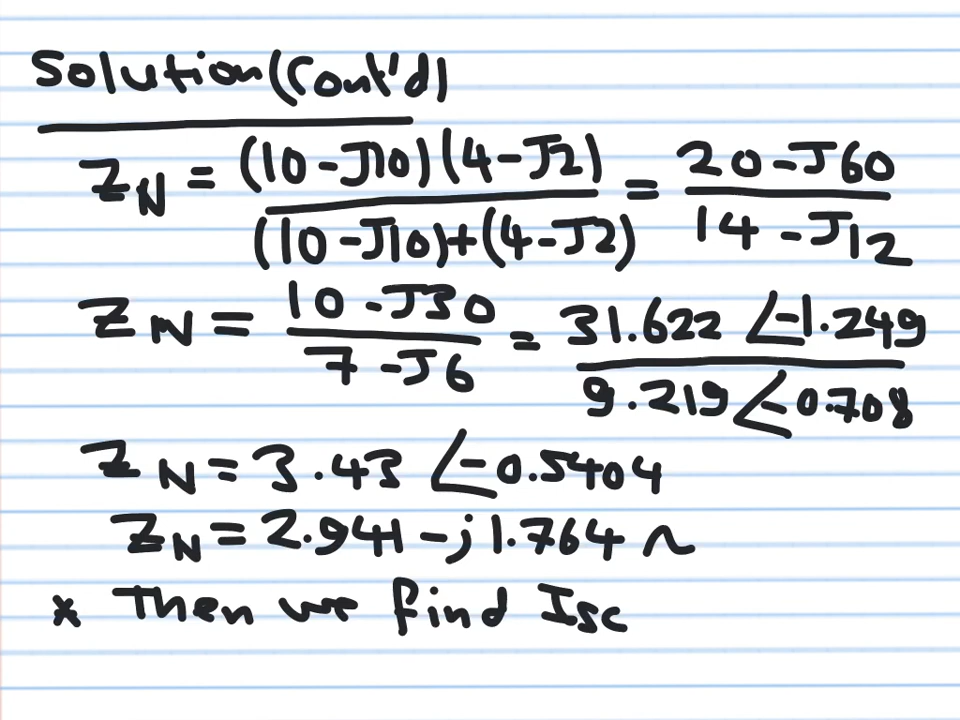 Solution (Cont'd)
ZN = (10-J10)(4-J2) / (10-J10)+(4-J2) = 20-J60 / 14-J12
ZN = 10-J30 / 7-J6 = 31.622 ∠-1.249 / 9.219 ∠-0.708
ZN = 3.43 ∠-0.5404
ZN = 2.941 - j1.764 Ω
* Then we find Isc